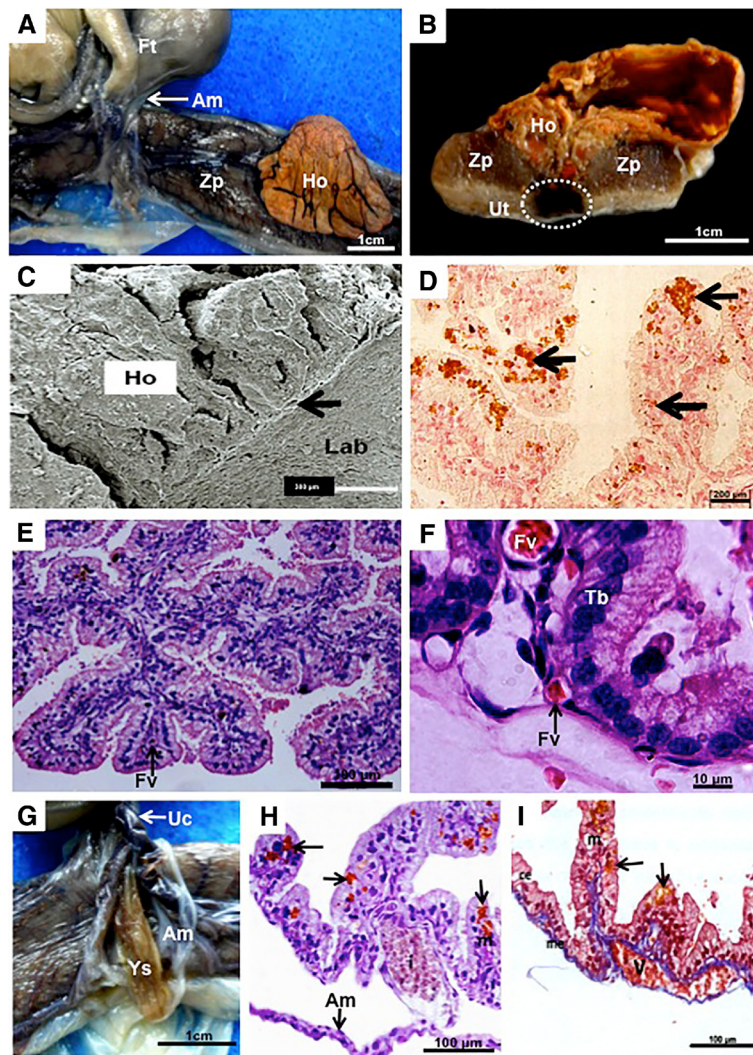 A
Ft
Am
Zp
Ho
1cm
B
Ho
Zp
Zp
Ut
1cm
C
Ho
Lab
300 µm
D
200 µm
E
Fv
300 µm
F
Fv
Tb
Fv
10 µm
G
Uc
Am
Ys
1cm
H
m
i
Am
100 µm
I
m
ce
me
V
100 µm